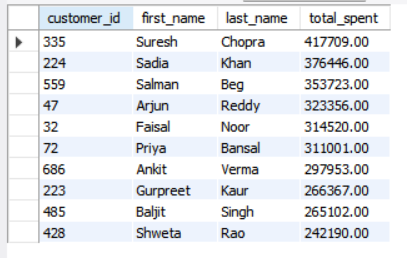 customer_id first_name last_name total_spent
335 Suresh Chopra 417709.00
224 Sadia Khan 376446.00
559 Salman Beg 353723.00
47 Arjun Reddy 323356.00
32 Faisal Noor 314520.00
72 Priya Bansal 311001.00
686 Ankit Verma 297953.00
223 Gurpreet Kaur 266367.00
485 Baljit Singh 265102.00
428 Shweta Rao 242190.00